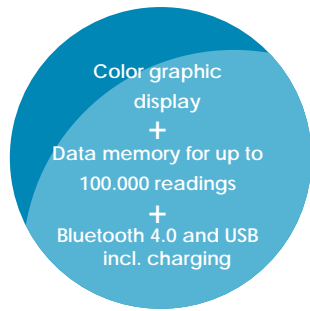 Color graphic
display
+
Data memory for up to
100.000 readings
+
Bluetooth 4.0 and USB
incl. charging